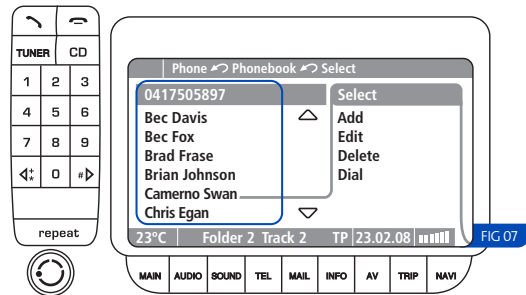 TUNER CD
1 2 3
4 5 6
7 8 9
* 0 #
repeat
Phone Phonebook Select
0417505897
Bec Davis
Bec Fox
Brad Frase
Brian Johnson
Camerno Swan
Chris Egan
Select
Add
Edit
Delete
Dial
23°C Folder 2 Track 2 TP 23.02.08
MAIN AUDIO SOUND TEL MAIL INFO AV TRIP NAVI
FIG 07